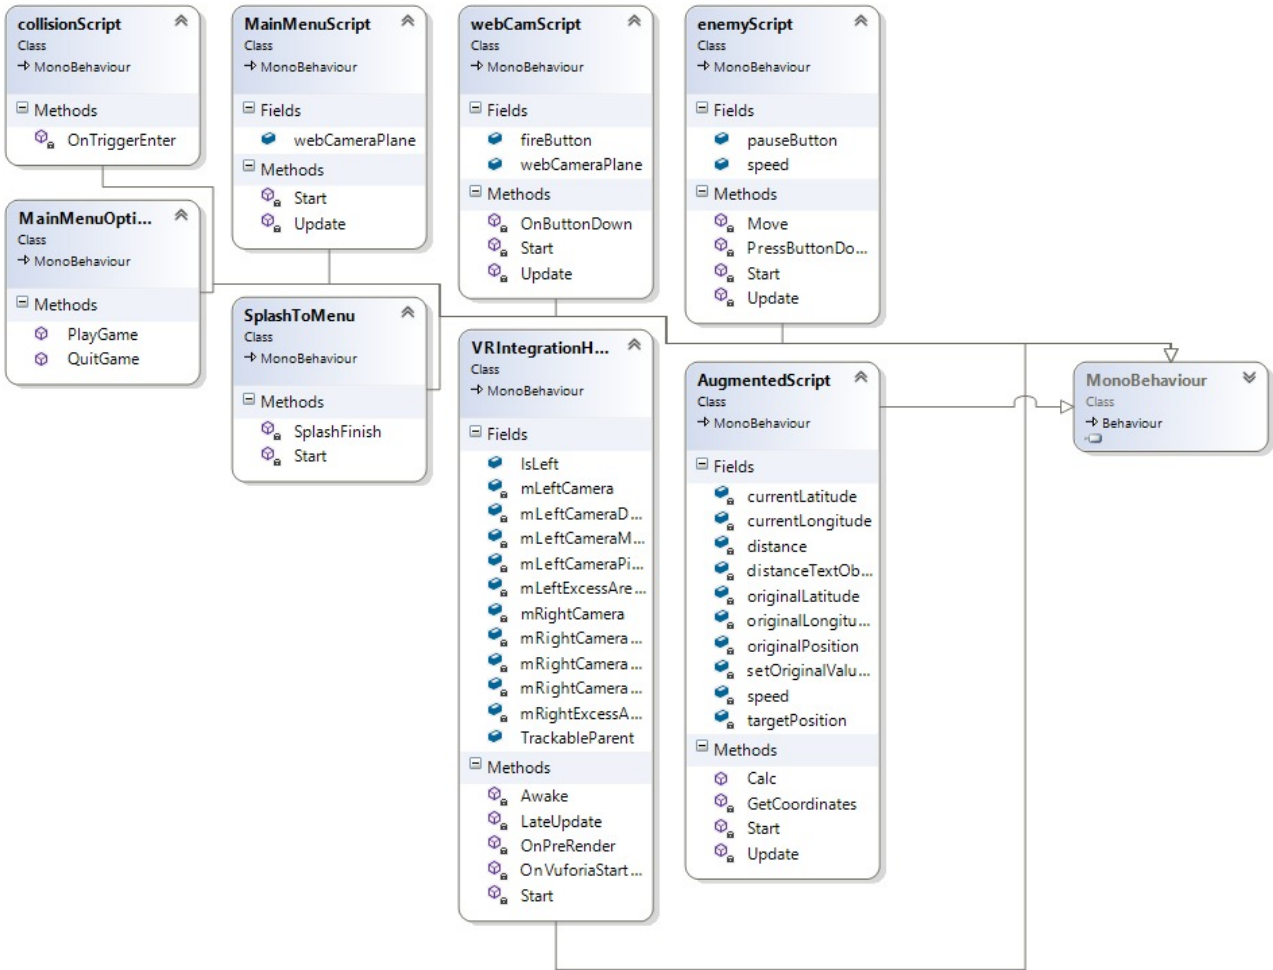 collisionScript
Class
MonoBehaviour
Methods
OnTriggerEnter
MainMenuOpti...
Class
MonoBehaviour
Methods
PlayGame
QuitGame
MainMenuScript
Class
MonoBehaviour
Fields
webCameraPlane
Methods
Start
Update
SplashToMenu
Class
MonoBehaviour
Methods
SplashFinish
Start
webCamScript
Class
MonoBehaviour
Fields
fireButton
webCameraPlane
Methods
OnButtonDown
Start
Update
VRIntegrationH...
Class
MonoBehaviour
Fields
IsLeft
mLeftCamera
mLeftCameraD...
mLeftCameraM...
mLeftCameraPi...
mLeftExcessAre...
mRightCamera
mRightCamera...
mRightCamera...
mRightCamera...
mRightExcessA...
TrackableParent
Methods
Awake
LateUpdate
OnPreRender
OnVuforiaStart...
Start
enemyScript
Class
MonoBehaviour
Fields
pauseButton
speed
Methods
Move
PressButtonDo...
Start
Update
AugmentedScript
Class
MonoBehaviour
Fields
currentLatitude
currentLongitude
distance
distanceTextOb...
originalLatitude
originalLongitu...
originalPosition
setOriginalValu...
speed
targetPosition
Methods
Calc
GetCoordinates
Start
Update
MonoBehaviour
Class
Behaviour